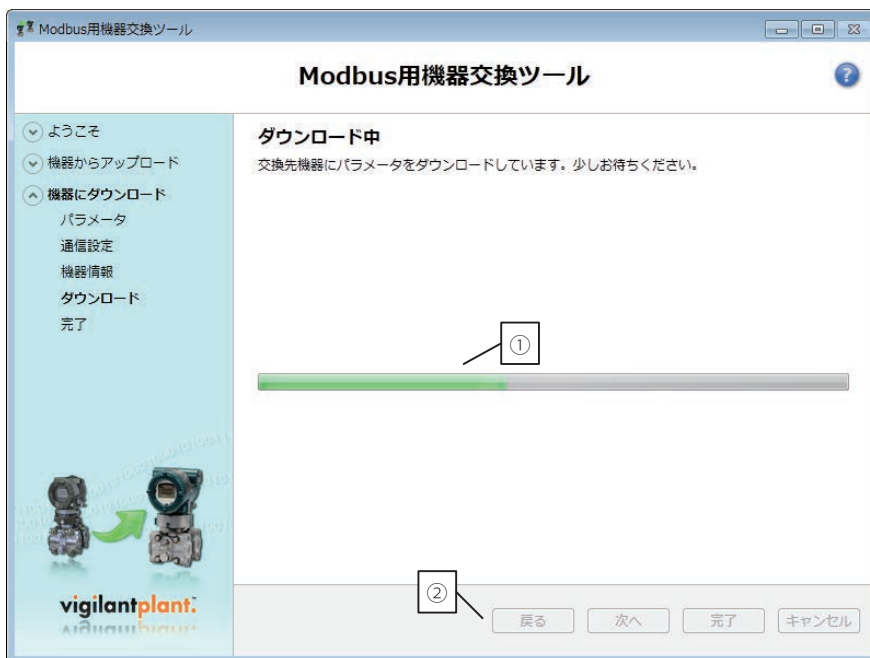 Modbus用機器交換ツール
Modbus用機器交換ツール
?
ようこそ
機器からアップロード
機器にダウンロード
パラメータ
通信設定
機器情報
ダウンロード
完了
ダウンロード中
交換先機器にパラメータをダウンロードしています。少しお待ちください。
①
②
vigilantplant.
戻る 次へ 完了 キャンセル